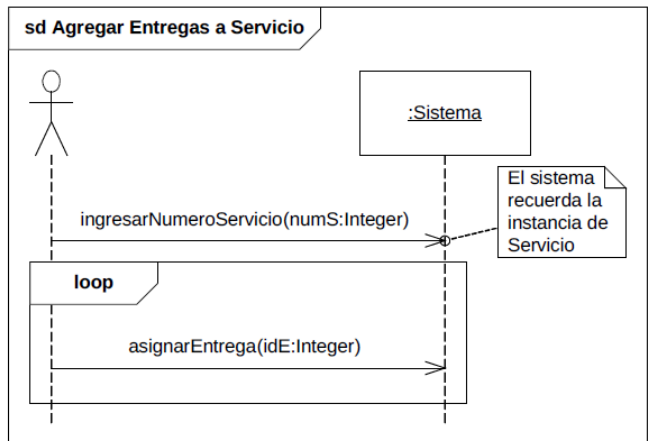 sd Agregar Entregas a Servicio
:Sistema
El sistema
recuerda la
instancia de
Servicio
ingresarNumeroServicio(numS:Integer)
loop
asignarEntrega(idE:Integer)